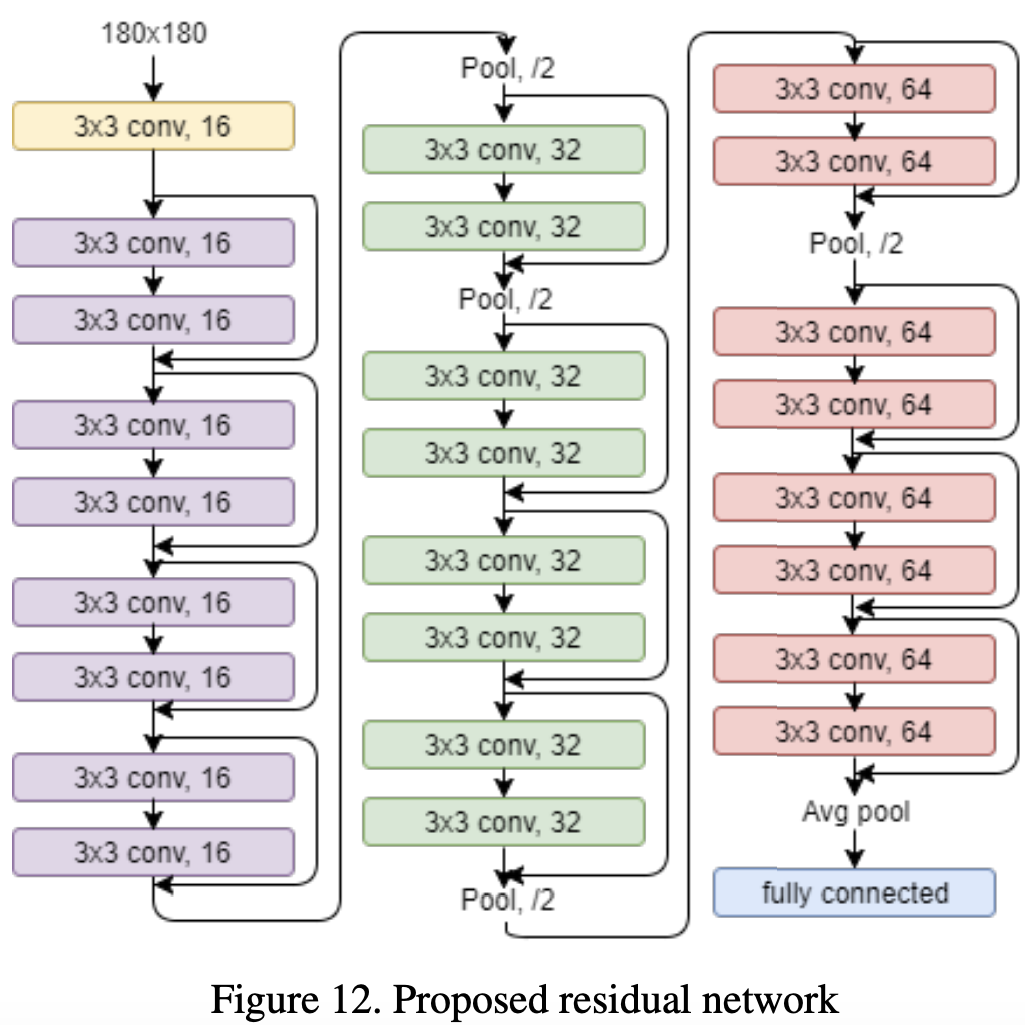 180x180
3x3 conv, 16
3x3 conv, 16
3x3 conv, 16
3x3 conv, 16
3x3 conv, 16
3x3 conv, 16
3x3 conv, 16
3x3 conv, 16
3x3 conv, 16
Pool, /2
3x3 conv, 32
3x3 conv, 32
Pool, /2
3x3 conv, 32
3x3 conv, 32
3x3 conv, 32
3x3 conv, 32
3x3 conv, 32
3x3 conv, 32
Pool, /2
3x3 conv, 64
3x3 conv, 64
Pool, /2
3x3 conv, 64
3x3 conv, 64
3x3 conv, 64
3x3 conv, 64
3x3 conv, 64
3x3 conv, 64
Avg pool
fully connected
Figure 12. Proposed residual network